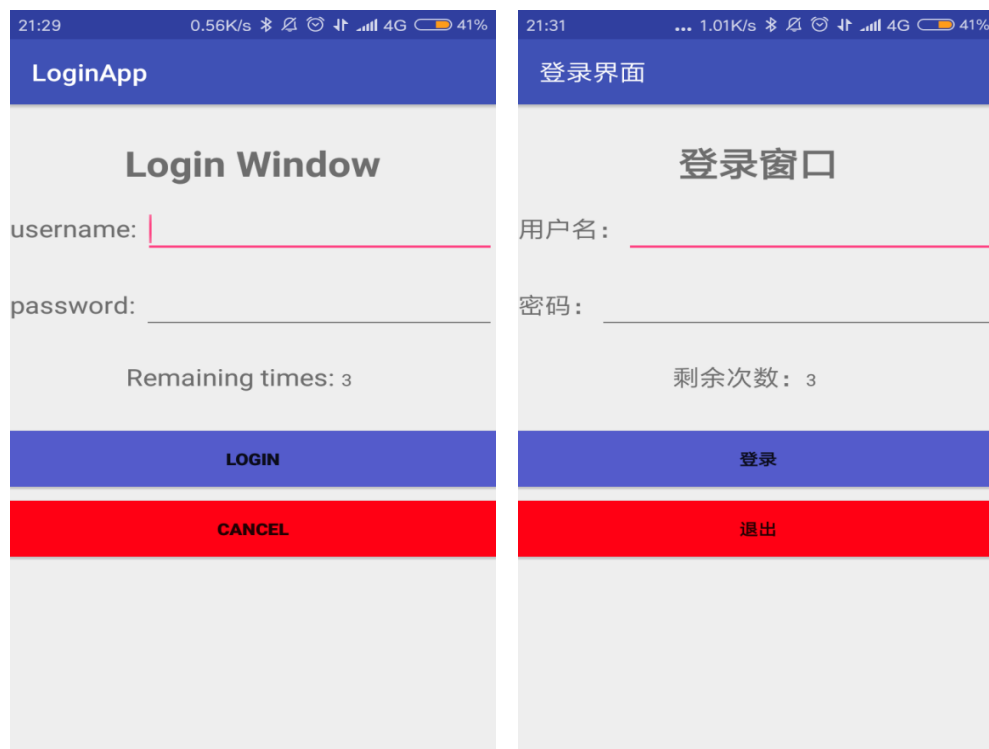 21:29 0.56K/s 4G 41%
LoginApp
Login Window
username:
password:
Remaining times: 3
LOGIN
CANCEL
21:31 ... 1.01K/s 4G 41%
登录界面
登录窗口
用户名：
密码：
剩余次数：3
登录
退出